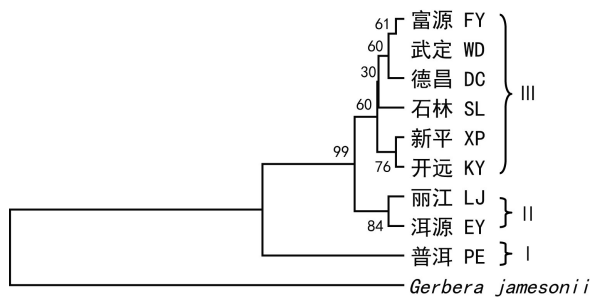 61 富源 FY
60 武定 WD
德昌 DC
30
石林 SL
III
60
新平 XP
99
76 开远 KY
丽江 LJ
II
84 洱源 EY
普洱 PE
I
Gerbera jamesonii